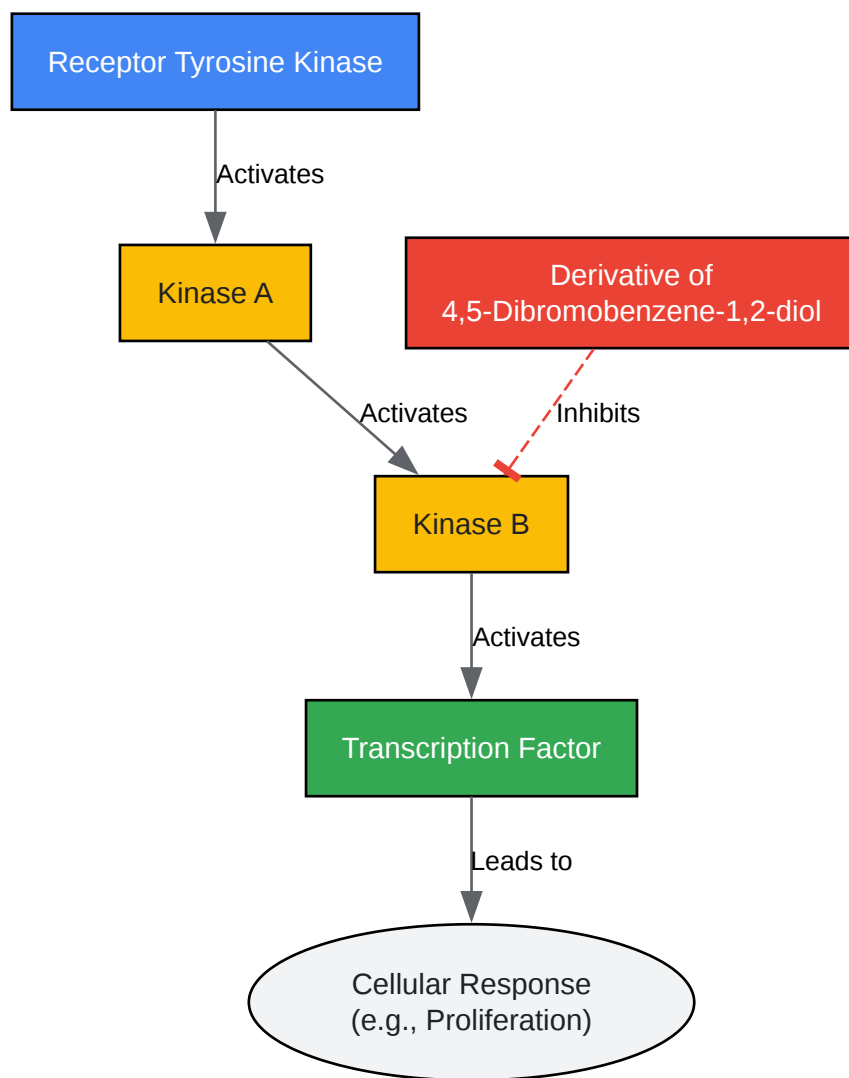 Receptor Tyrosine Kinase
Activates
Kinase A
Derivative of
4,5-Dibromobenzene-1,2-diol
Activates
Inhibits
Kinase B
Activates
Transcription Factor
Leads to
Cellular Response
(e.g., Proliferation)